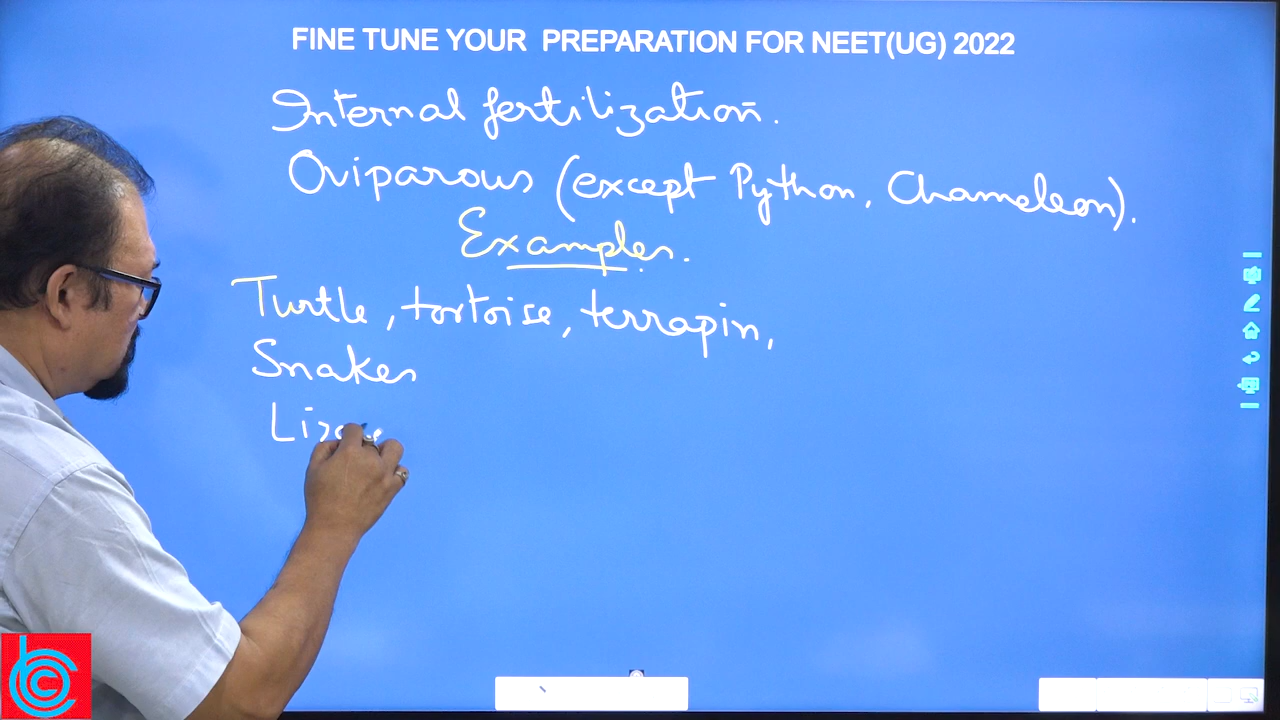 FINE TUNE YOUR PREPARATION FOR NEET(UG) 2022
Internal fertilization.
Oviparous (except Python, Chameleon).
Examples.
Turtle, tortoise, terrapin,
Snakes